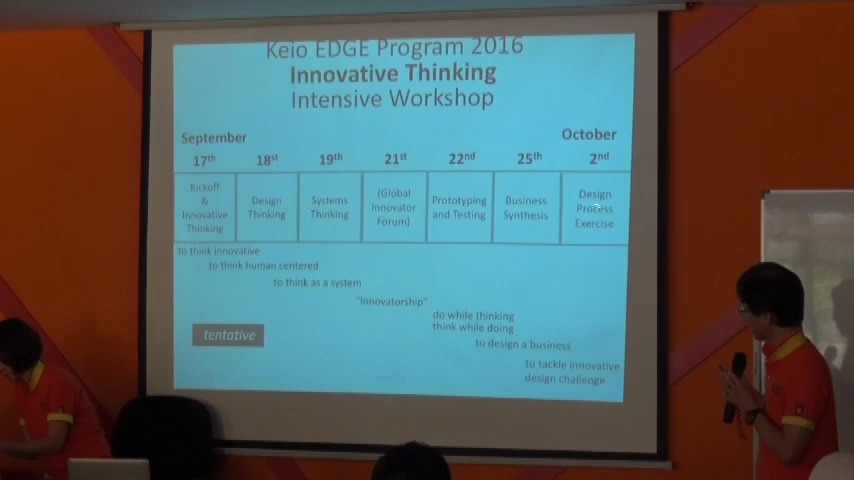 Keio EDGE Program 2016
Innovative Thinking
Intensive Workshop
September
October
17th 18st 19th 21st 22nd 25th 2nd
Kickoff
&
Innovative
Thinking
Design
Thinking
Systems
Thinking
(Global
Innovator
Forum)
Prototyping
and Testing
Business
Synthesis
Design
Process
Exercise
to think innovative
to think human centered
to think as a system
"Innovatorship"
do while thinking
think while doing
to design a business
to tackle innovative
design challenge
tentative